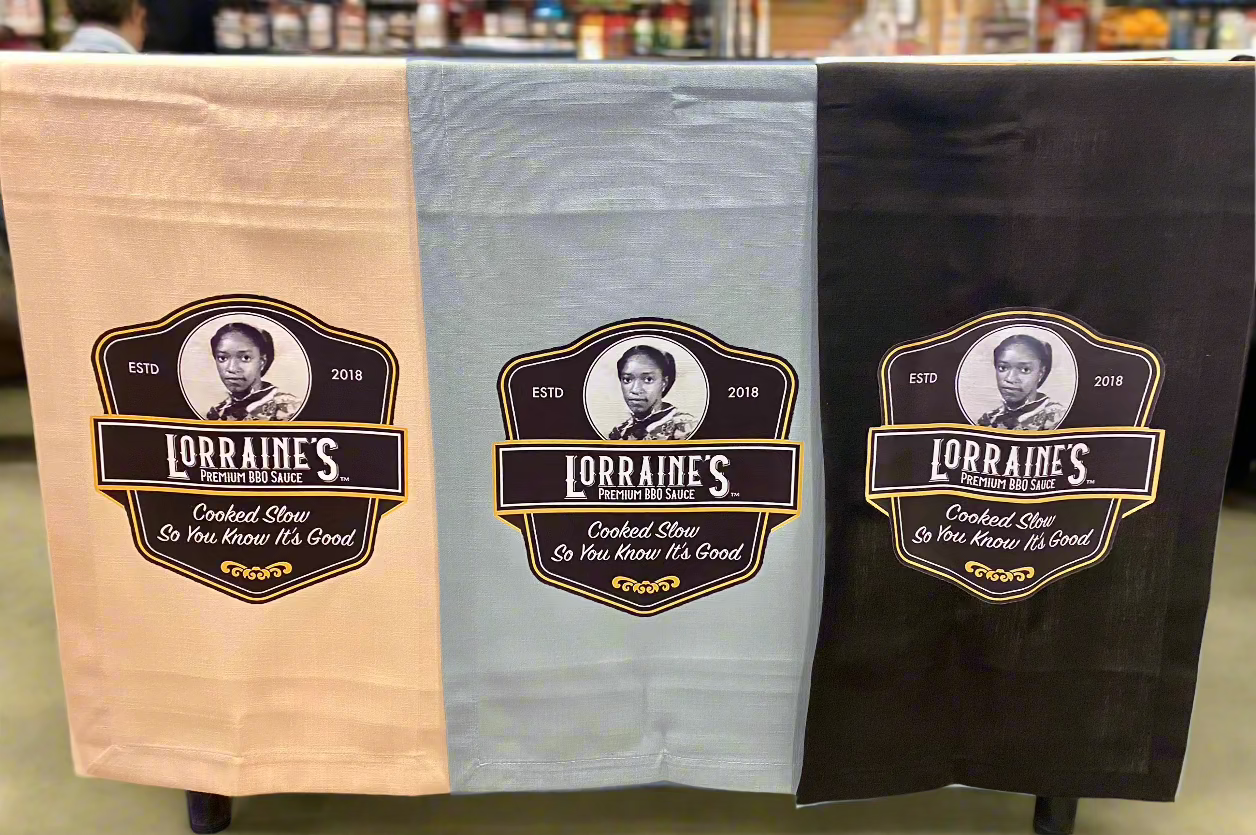 ESTD 2018
LORRAINE'S
PREMIUM BBQ SAUCE ™
Cooked Slow
So You Know It's Good
ESTD 2018
LORRAINE'S
PREMIUM BBQ SAUCE ™
Cooked Slow
So You Know It's Good
ESTD 2018
LORRAINE'S
PREMIUM BBQ SAUCE ™
Cooked Slow
So You Know It's Good